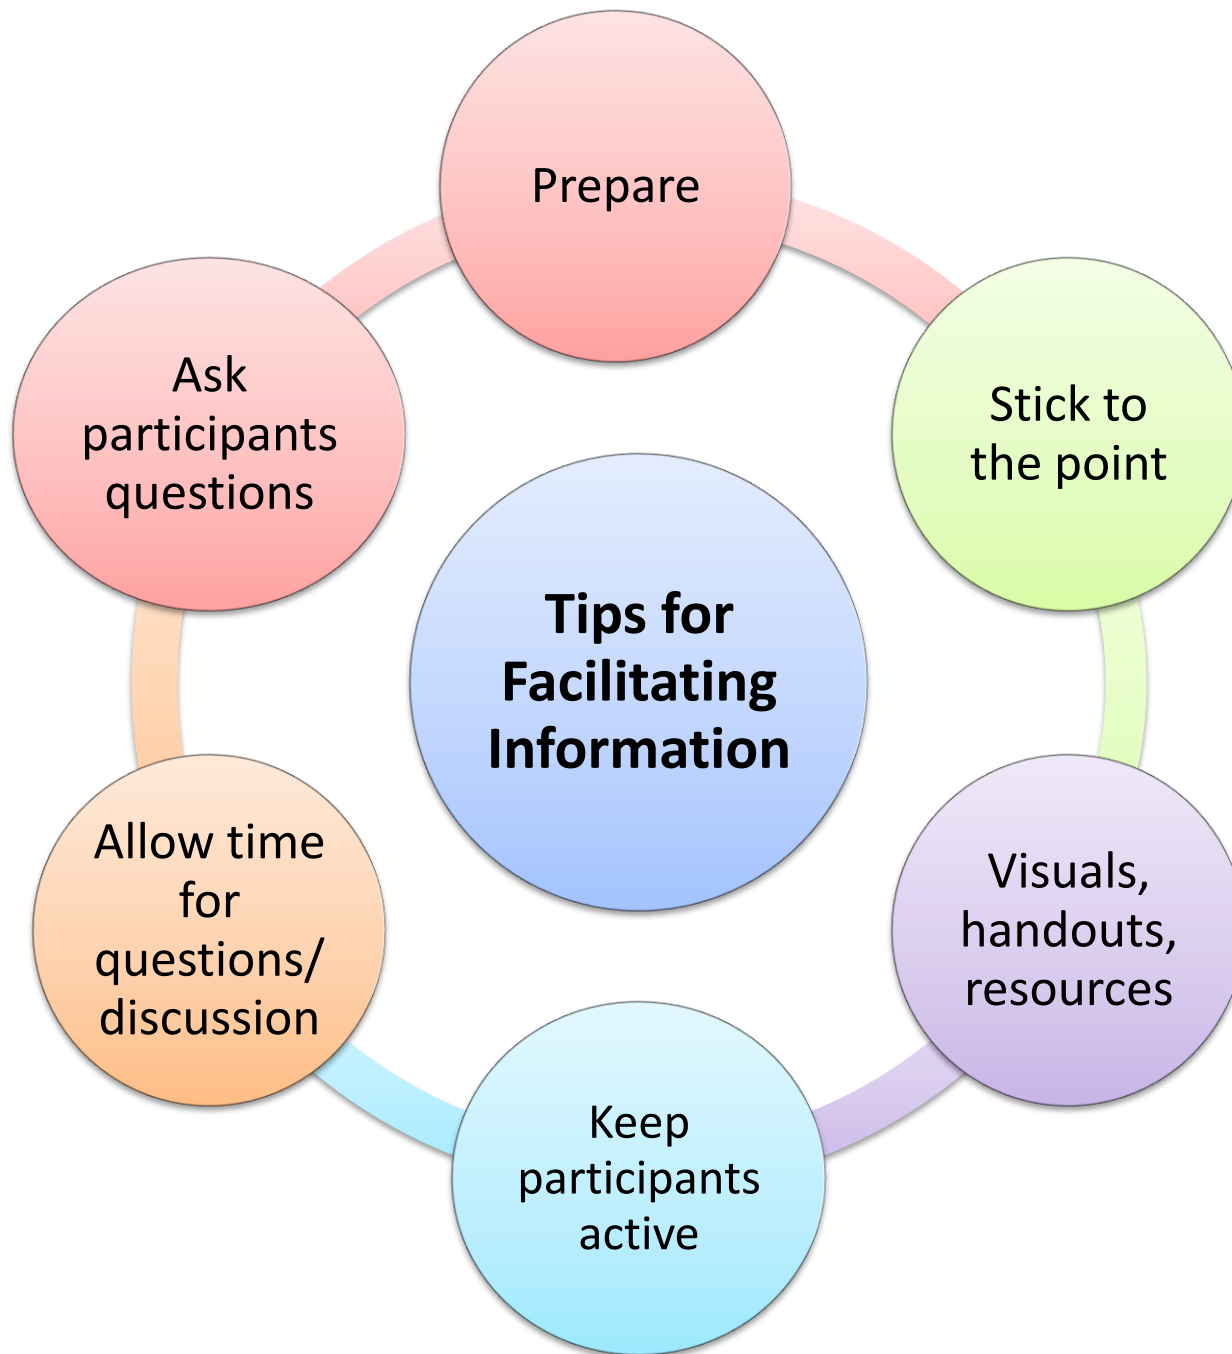 Prepare
Stick to
the point
Visuals,
handouts,
resources
Keep
participants
active
Allow time
for
questions/
discussion
Ask
participants
questions
Tips for
Facilitating
Information